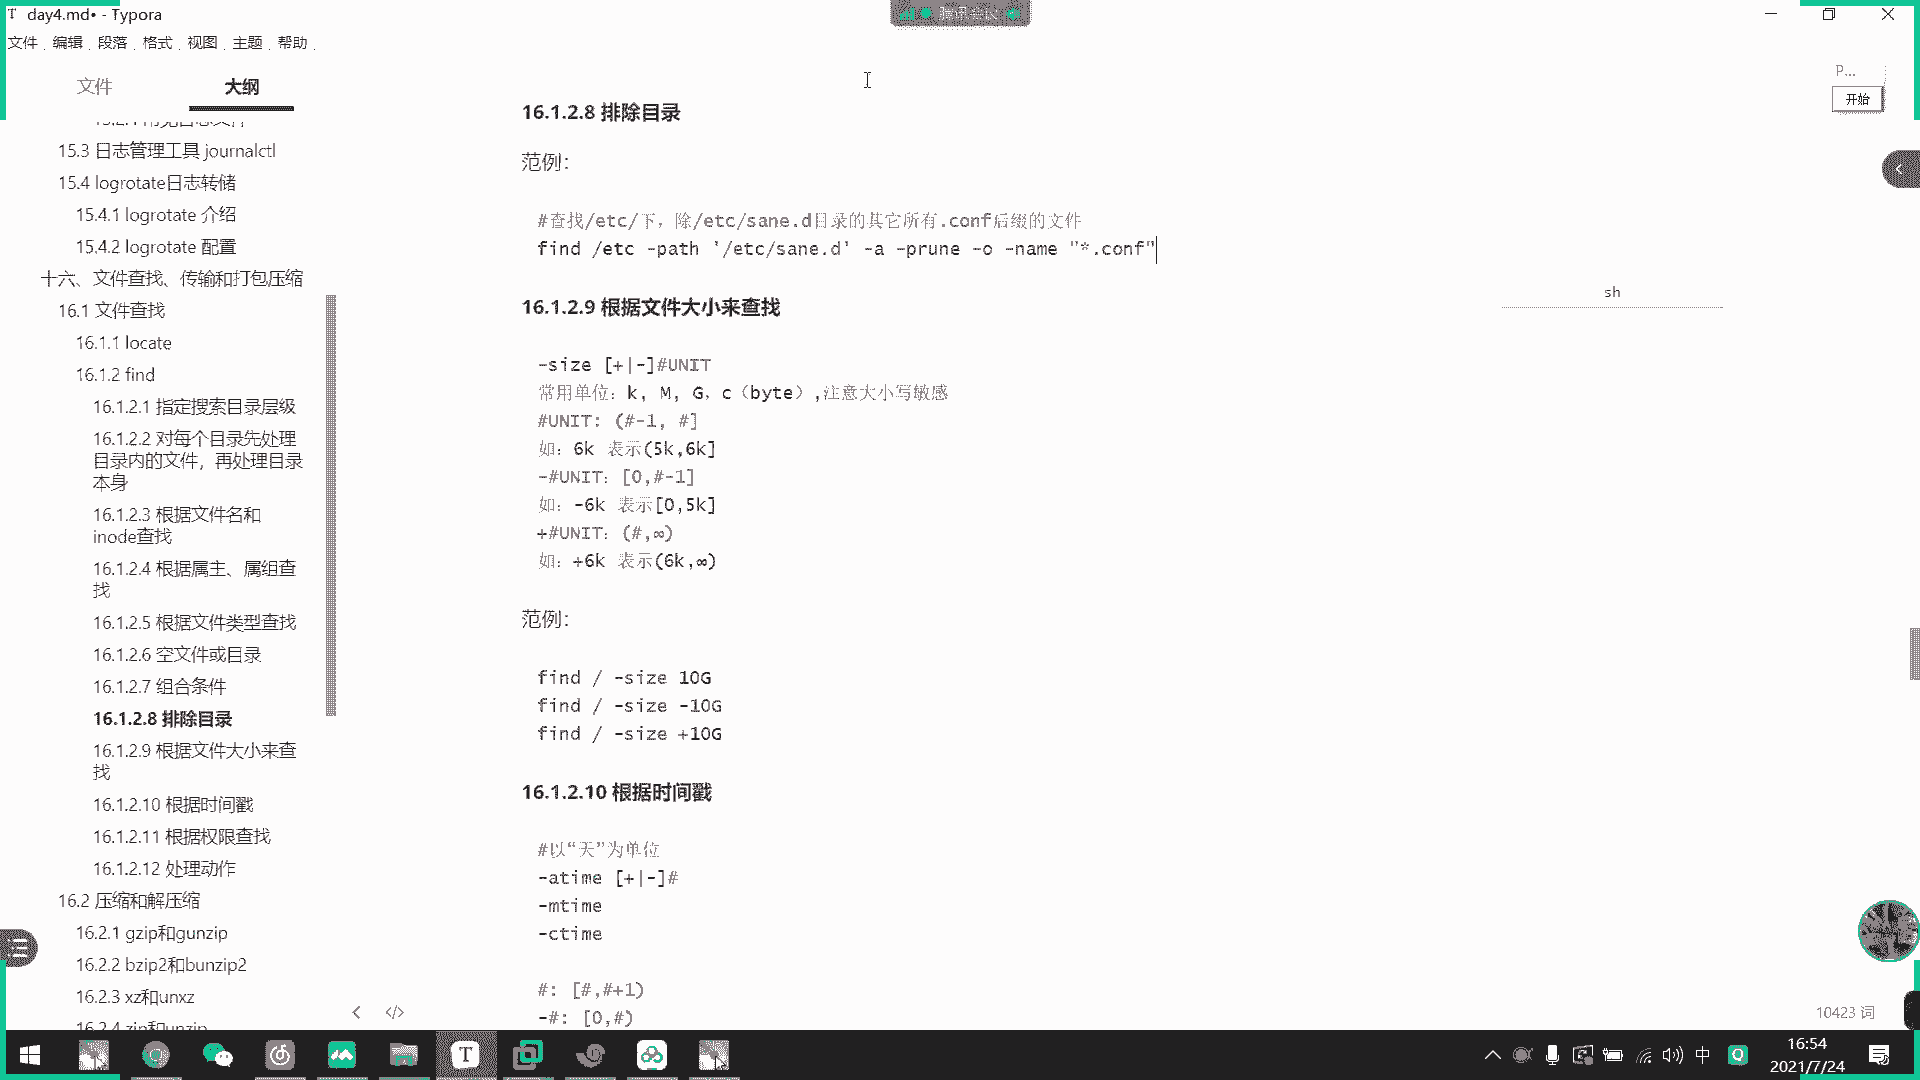 day4.md• - Typora
腾讯会议
文件 编辑 段落 格式 视图 主题 帮助
文件 大纲
P...
开始
15.3 日志管理工具 journalctl
15.4 logrotate日志转储
15.4.1 logrotate 介绍
15.4.2 logrotate 配置
十六、文件查找、传输和打包压缩
16.1 文件查找
16.1.1 locate
16.1.2 find
16.1.2.1 指定搜索目录层级
16.1.2.2 对每个目录先处理
目录内的文件，再处理目录
本身
16.1.2.3 根据文件名和
inode查找
16.1.2.4 根据属主、属组查
找
16.1.2.5 根据文件类型查找
16.1.2.6 空文件或目录
16.1.2.7 组合条件
16.1.2.8 排除目录
16.1.2.9 根据文件大小来查
找
16.1.2.10 根据时间戳
16.1.2.11 根据权限查找
16.1.2.12 处理动作
16.2 压缩和解压缩
16.2.1 gzip和gunzip
16.2.2 bzip2和bunzip2
16.2.3 xz和unxz
16.2.4 zip和unzip
16.1.2.8 排除目录
范例：
#查找/etc/下，除/etc/sane.d目录的其它所有.conf后缀的文件
find /etc -path '/etc/sane.d' -a -prune -o -name "*.conf"
sh
16.1.2.9 根据文件大小来查找
-size [+|-]#UNIT
常用单位：k, M, G，c（byte）,注意大小写敏感
#UNIT: (#-1, #]
如：6k 表示(5k,6k]
-#UNIT：[0,#-1]
如：-6k 表示[0,5k]
+#UNIT：(#,∞)
如：+6k 表示(6k,∞)
范例：
find / -size 10G
find / -size -10G
find / -size +10G
16.1.2.10 根据时间戳
#以“天”为单位
-atime [+|-]#
-mtime
-ctime
#: [#,#+1)
-#: [0,#)
10423 词
中
16:54
2021/7/24